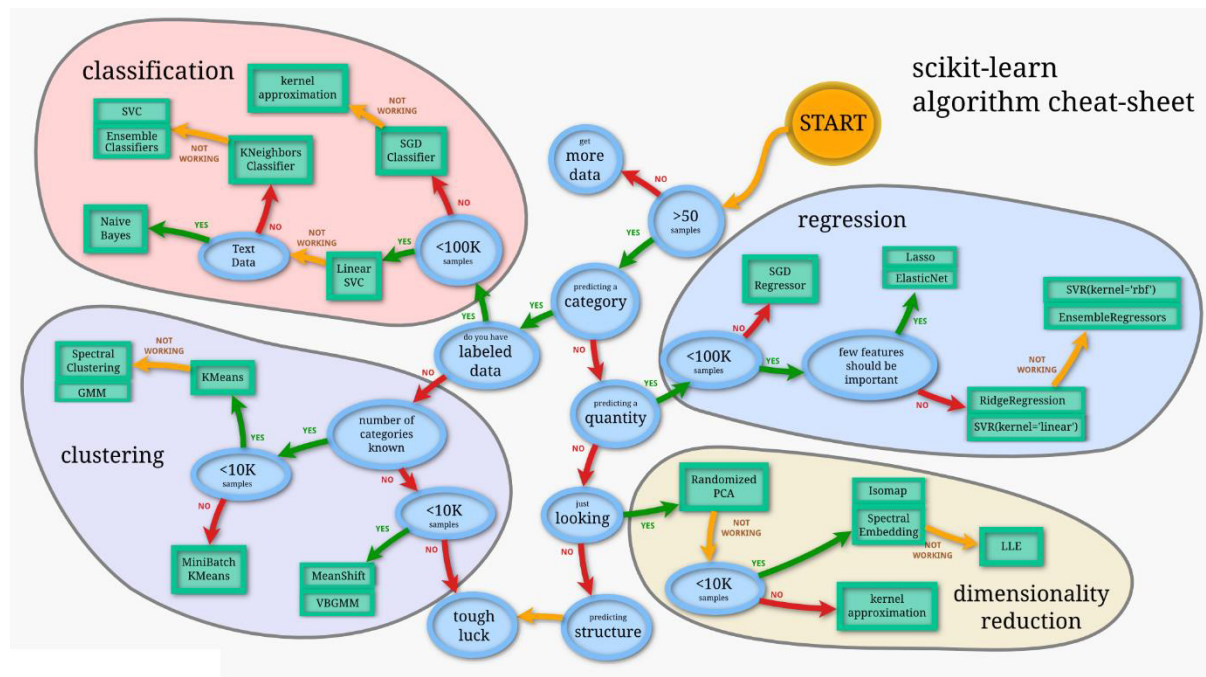 scikit-learn
algorithm cheat-sheet
START
get
more
data
NO
>50
samples
YES
predicting a
category
YES
NO
do you have
labeled
data
YES
NO
predicting a
quantity
YES
NO
just
looking
YES
NO
predicting
structure
tough
luck
classification
kernel
approximation
NOT
WORKING
SGD
Classifier
NO
<100K
samples
YES
Linear
SVC
NOT
WORKING
Text
Data
YES
Naive
Bayes
NO
KNeighbors
Classifier
NOT
WORKING
SVC
Ensemble
Classifiers
regression
<100K
samples
NO
SGD
Regressor
YES
few features
should be
important
YES
Lasso
ElasticNet
NO
RidgeRegression
SVR(kernel='linear')
NOT
WORKING
SVR(kernel='rbf')
EnsembleRegressors
clustering
number of
categories
known
YES
<10K
samples
YES
KMeans
NOT
WORKING
Spectral
Clustering
GMM
NO
MiniBatch
KMeans
NO
<10K
samples
YES
MeanShift
VBGMM
NO
dimensionality
reduction
Randomized
PCA
NOT
WORKING
<10K
samples
YES
Isomap
Spectral
Embedding
NOT
WORKING
LLE
NO
kernel
approximation